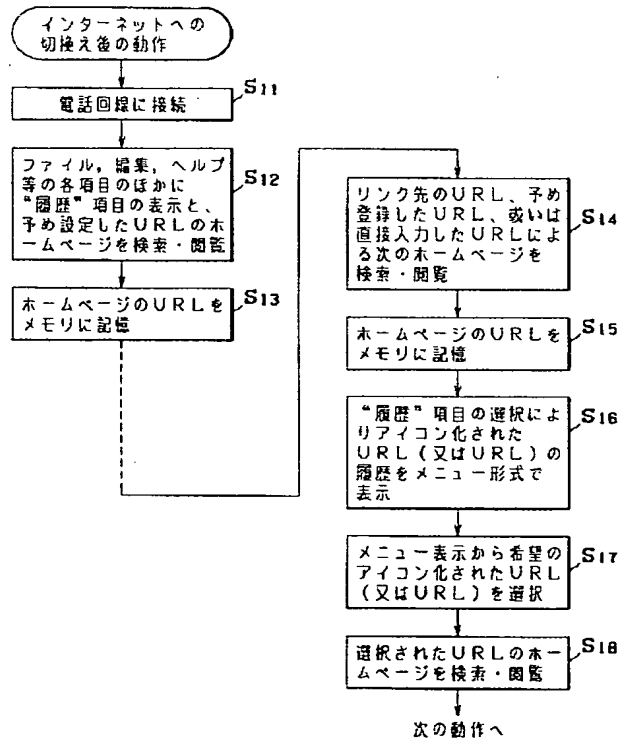 インターネットへの
切換え後の動作
S11
電話回線に接続
S12
ファイル，編集，ヘルプ
等の各項目のほかに
“履歴”項目の表示と、
予め設定したURLのホ
ームページを検索・閲覧
S13
ホームページのURLを
メモリに記憶
S14
リンク先のURL、予め
登録したURL、或いは
直接入力したURLによ
る次のホームページを
検索・閲覧
S15
ホームページのURLを
メモリに記憶
S16
“履歴”項目の選択によ
りアイコン化された
URL（又はURL）の
履歴をメニュー形式で
表示
S17
メニュー表示から希望の
アイコン化されたURL
（又はURL）を選択
S18
選択されたURLのホー
ムページを検索・閲覧
次の動作へ